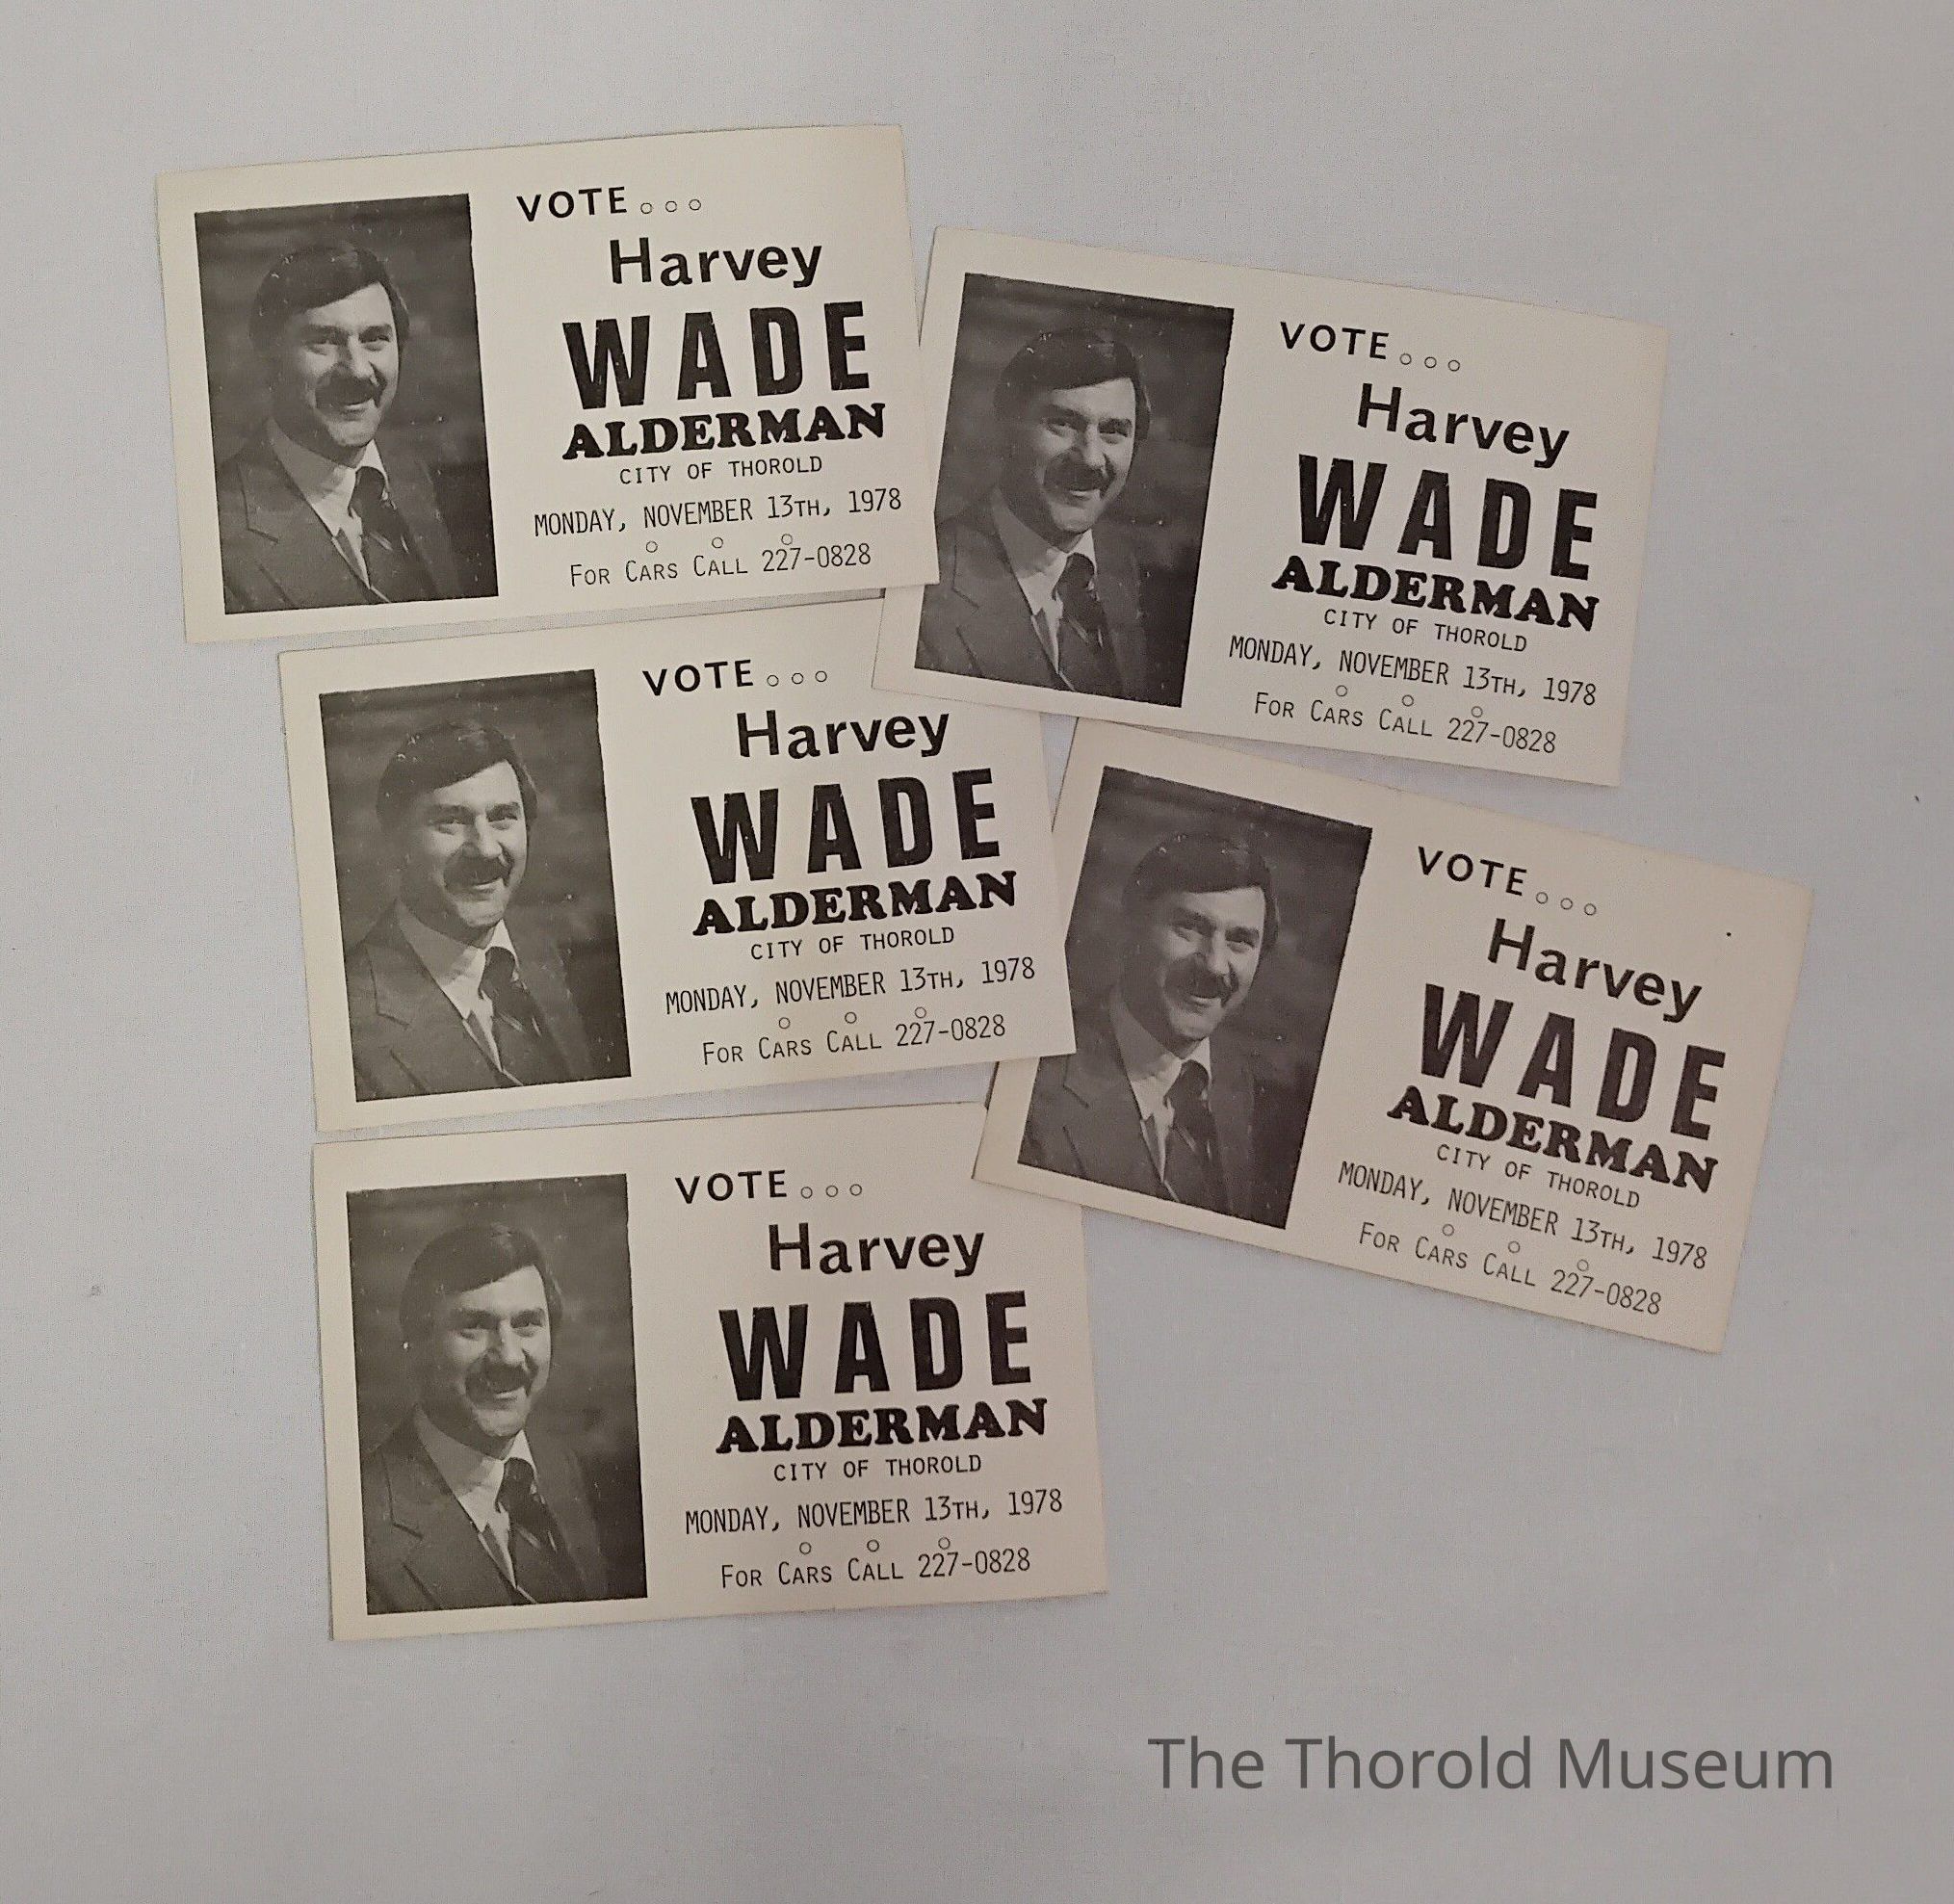 VOTE...
Harvey
WADE
ALDERMAN
CITY OF THOROLD
MONDAY, NOVEMBER 13TH, 1978
FOR CARS CALL 227-0828
VOTE...
Harvey
WADE
ALDERMAN
CITY OF THOROLD
MONDAY, NOVEMBER 13TH, 1978
FOR CARS CALL 227-0828
VOTE...
Harvey
WADE
ALDERMAN
CITY OF THOROLD
MONDAY, NOVEMBER 13TH, 1978
FOR CARS CALL 227-0828
VOTE...
Harvey
WADE
ALDERMAN
CITY OF THOROLD
MONDAY, NOVEMBER 13TH, 1978
FOR CARS CALL 227-0828
VOTE...
Harvey
WADE
ALDERMAN
CITY OF THOROLD
MONDAY, NOVEMBER 13TH, 1978
FOR CARS CALL 227-0828
The Thorold Museum